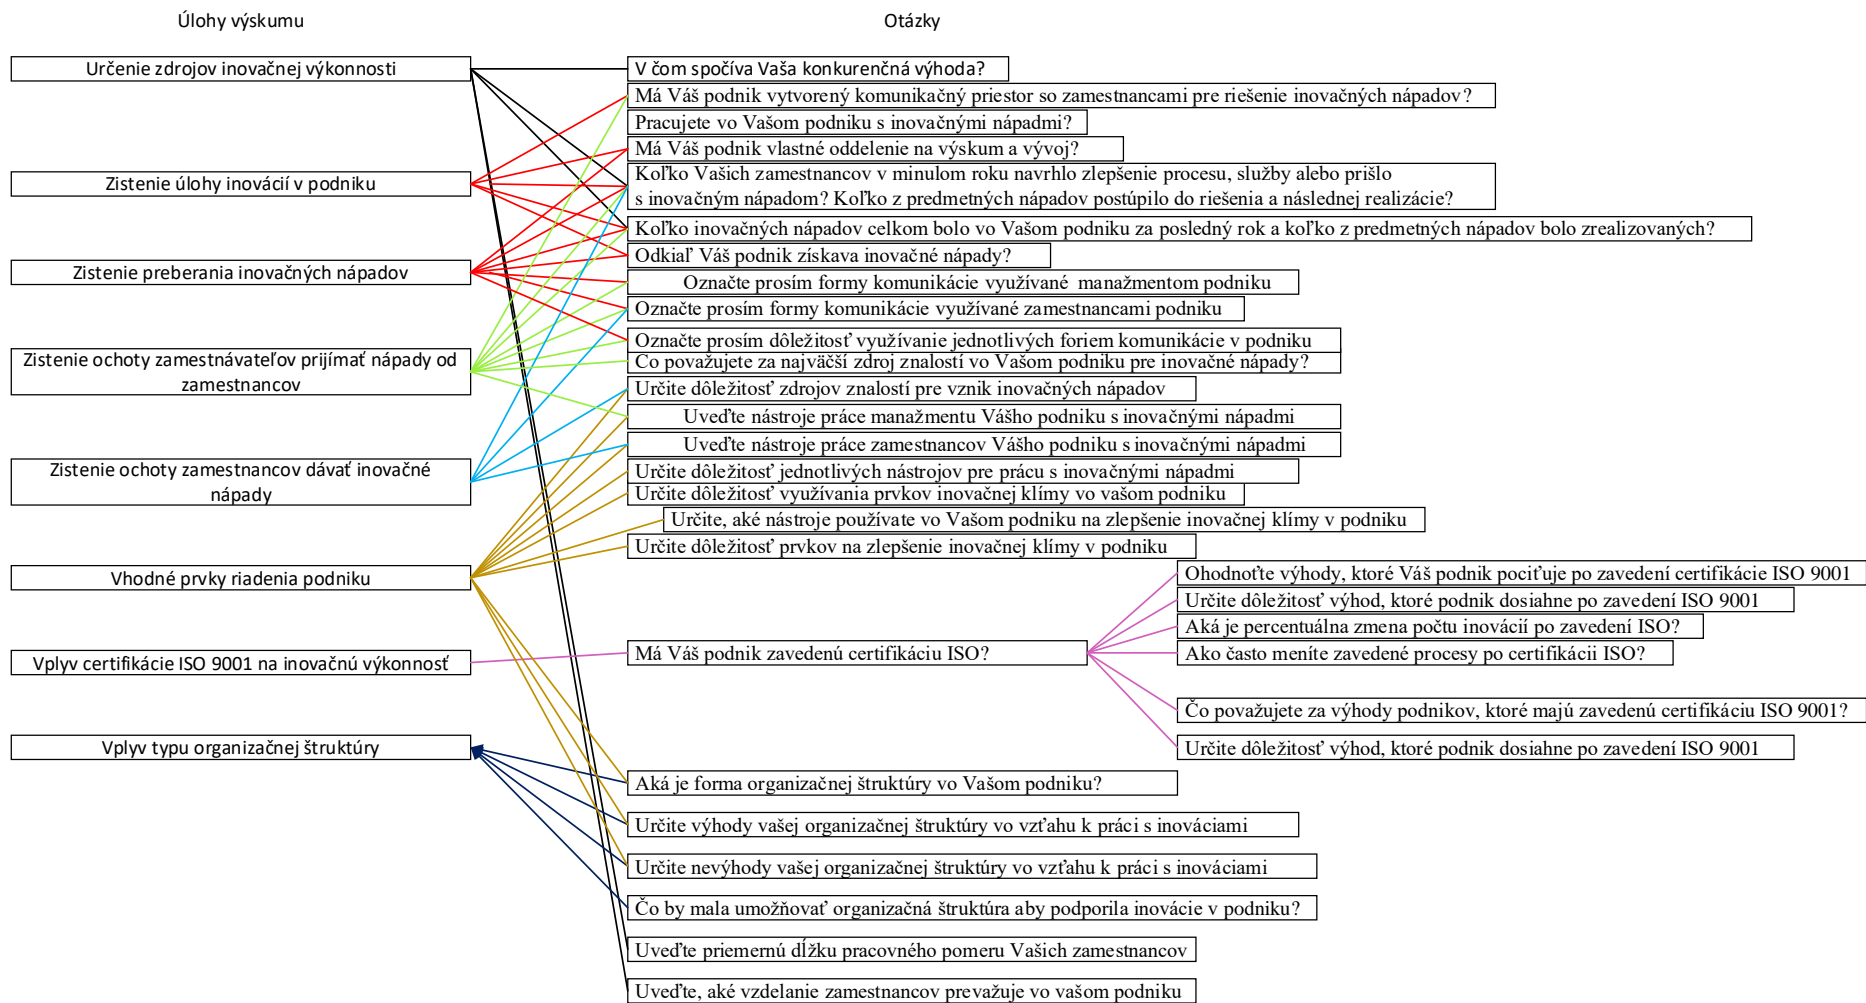 Úlohy výskumu
Otázky
Určenie zdrojov inovačnej výkonnosti
Zistenie úlohy inovácií v podniku
Zistenie preberania inovačných nápadov
Zistenie ochoty zamestnávateľov prijímať nápady od
zamestnancov
Zistenie ochoty zamestnancov dávať inovačné
nápady
Vhodné prvky riadenia podniku
Vplyv certifikácie ISO 9001 na inovačnú výkonnosť
Vplyv typu organizačnej štruktúry
V čom spočíva Vaša konkurenčná výhoda?
Má Váš podnik vytvorený komunikačný priestor so zamestnancami pre riešenie inovačných nápadov?
Pracujete vo Vašom podniku s inovačnými nápadmi?
Má Váš podnik vlastné oddelenie na výskum a vývoj?
Koľko Vašich zamestnancov v minulom roku navrhlo zlepšenie procesu, služby alebo prišlo
s inovačným nápadom? Koľko z predmetných nápadov postúpilo do riešenia a následnej realizácie?
Koľko inovačných nápadov celkom bolo vo Vašom podniku za posledný rok a koľko z predmetných nápadov bolo zrealizovaných?
Odkiaľ Váš podnik získava inovačné nápady?
Označte prosím formy komunikácie využívané manažmentom podniku
Označte prosím formy komunikácie využívané zamestnancami podniku
Označte prosím dôležitosť využívanie jednotlivých foriem komunikácie v podniku
Co považujete za najväčší zdroj znalostí vo Vašom podniku pre inovačné nápady?
Určite dôležitosť zdrojov znalostí pre vznik inovačných nápadov
Uveďte nástroje práce manažmentu Vášho podniku s inovačnými nápadmi
Uveďte nástroje práce zamestnancov Vášho podniku s inovačnými nápadmi
Určite dôležitosť jednotlivých nástrojov pre prácu s inovačnými nápadmi
Určite dôležitosť využívania prvkov inovačnej klímy vo vašom podniku
Určite, aké nástroje používate vo Vašom podniku na zlepšenie inovačnej klímy v podniku
Určite dôležitosť prvkov na zlepšenie inovačnej klímy v podniku
Má Váš podnik zavedenú certifikáciu ISO?
Ohodnoťte výhody, ktoré Váš podnik pociťuje po zavedení certifikácie ISO 9001
Určite dôležitosť výhod, ktoré podnik dosiahne po zavedení ISO 9001
Aká je percentuálna zmena počtu inovácií po zavedení ISO?
Ako často meníte zavedené procesy po certifikácii ISO?
Čo považujete za výhody podnikov, ktoré majú zavedenú certifikáciu ISO 9001?
Určite dôležitosť výhod, ktoré podnik dosiahne po zavedení ISO 9001
Aká je forma organizačnej štruktúry vo Vašom podniku?
Určite výhody vašej organizačnej štruktúry vo vzťahu k práci s inováciami
Určite nevýhody vašej organizačnej štruktúry vo vzťahu k práci s inováciami
Čo by mala umožňovať organizačná štruktúra aby podporila inovácie v podniku?
Uveďte priemernú dĺžku pracovného pomeru Vašich zamestnancov
Uveďte, aké vzdelanie zamestnancov prevažuje vo vašom podniku